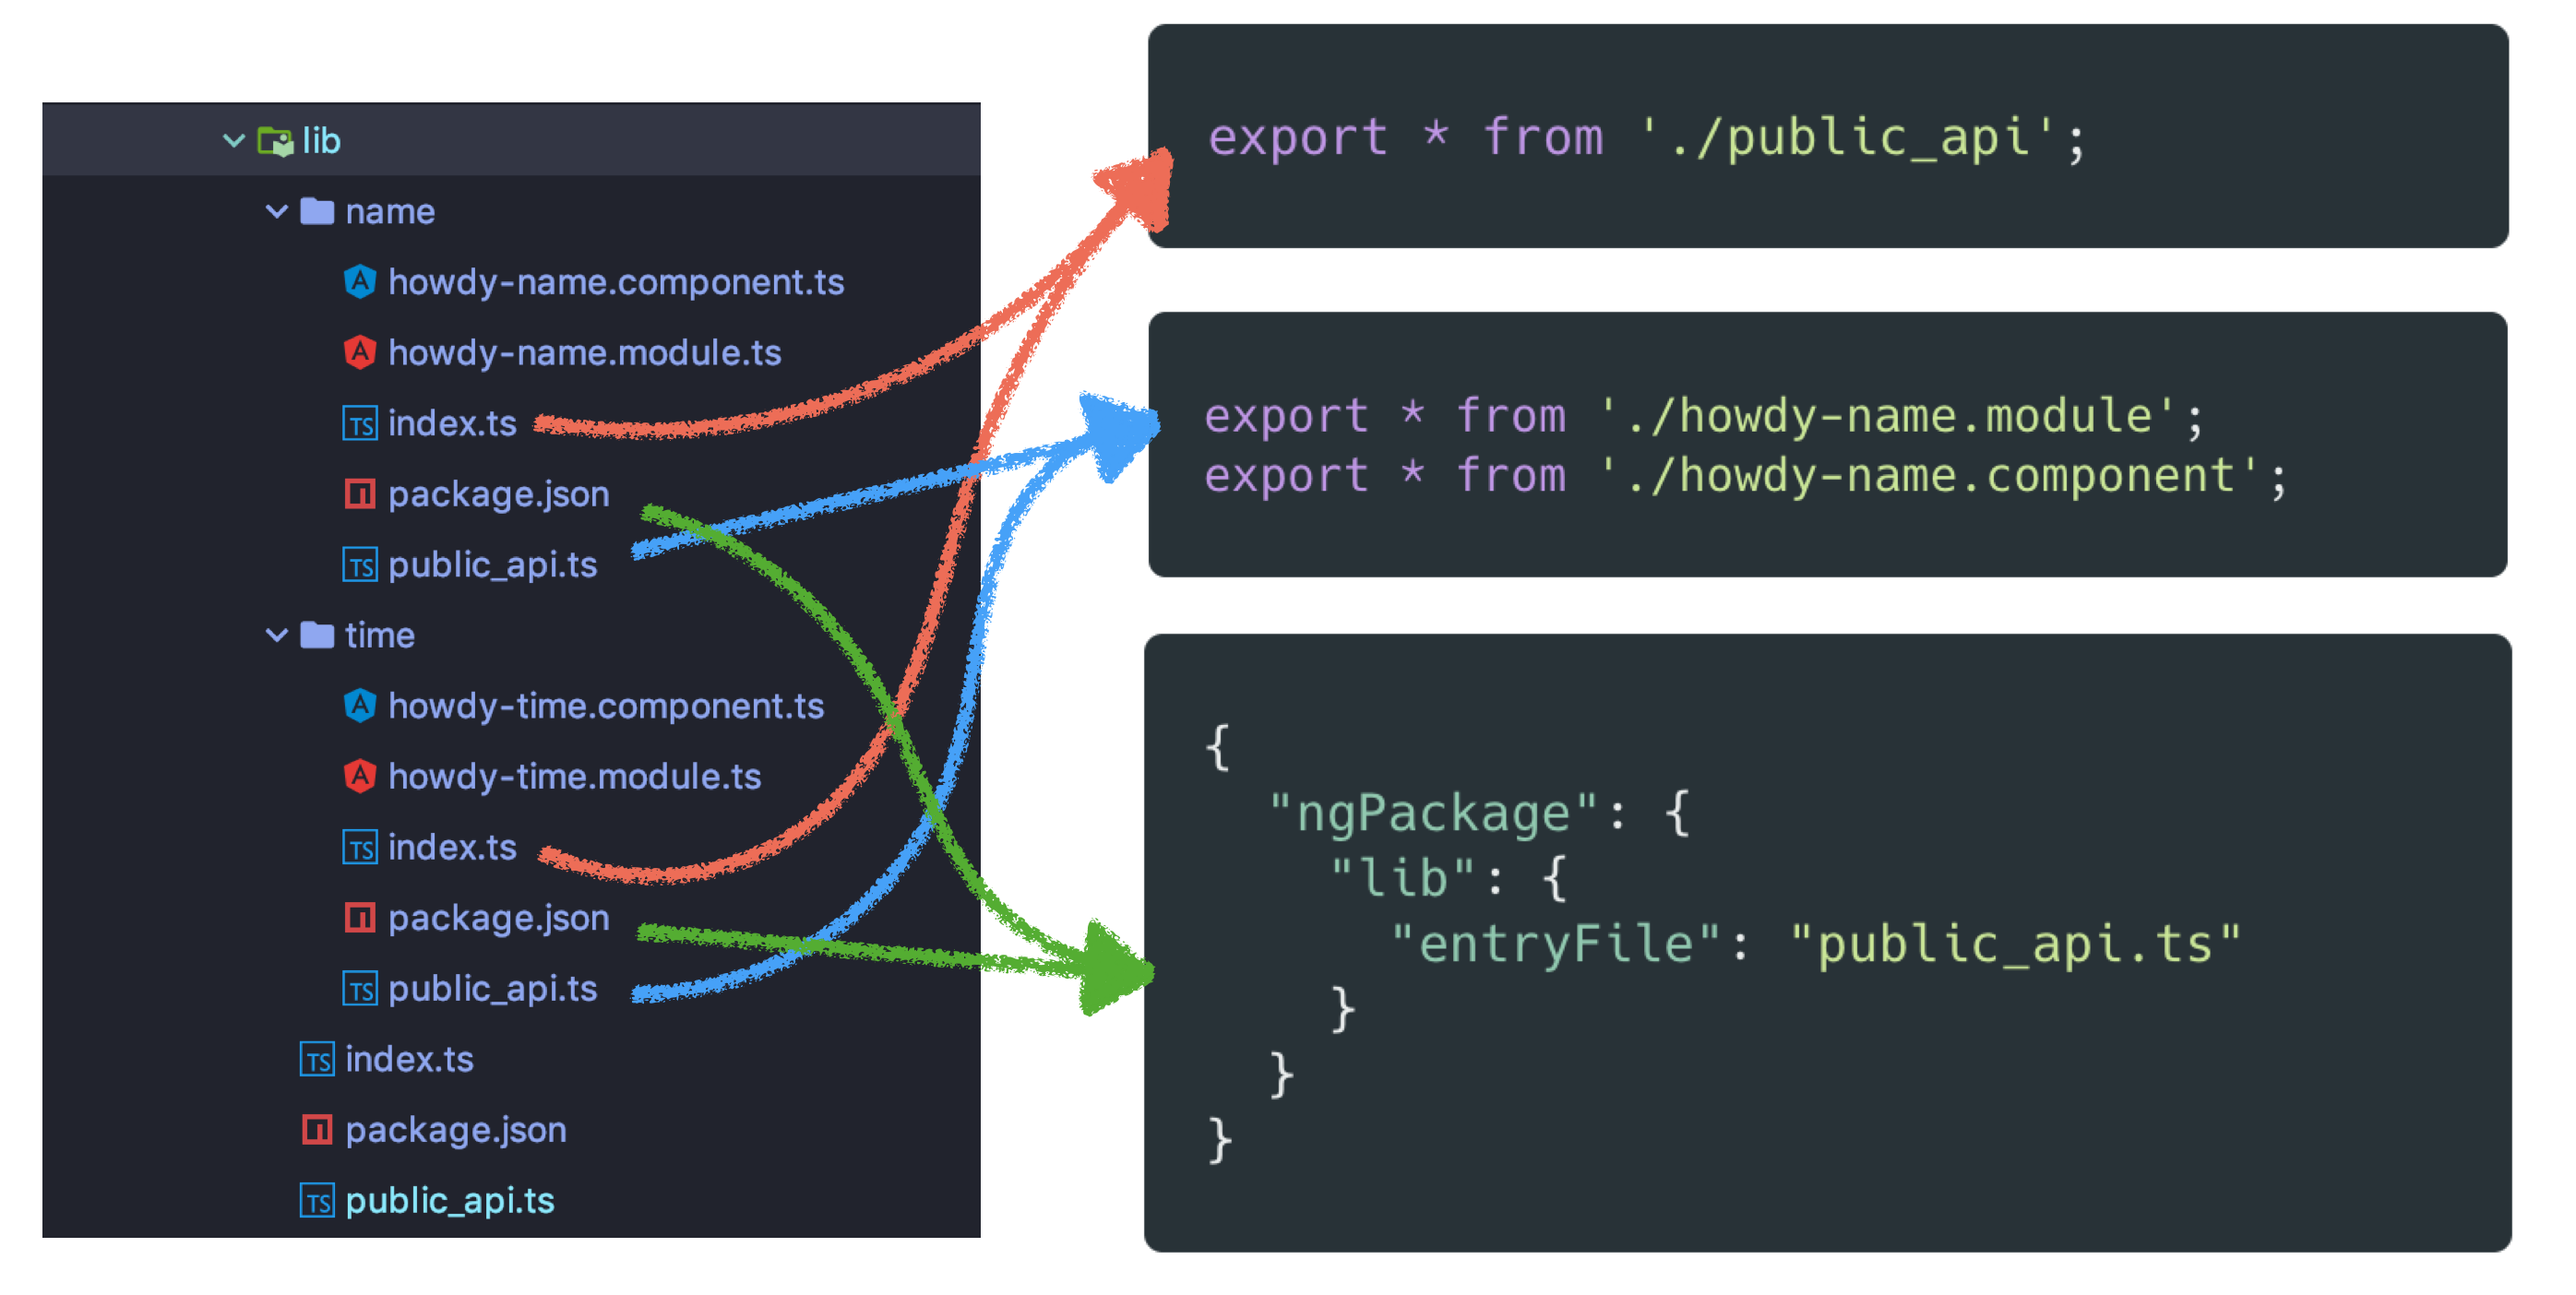 lib
name
howdy-name.component.ts
howdy-name.module.ts
index.ts
package.json
public_api.ts
time
howdy-time.component.ts
howdy-time.module.ts
index.ts
package.json
public_api.ts
index.ts
package.json
public_api.ts
export * from './public_api';
export * from './howdy-name.module';
export * from './howdy-name.component';
{
"ngPackage": {
"lib": {
"entryFile": "public_api.ts"
}
}
}